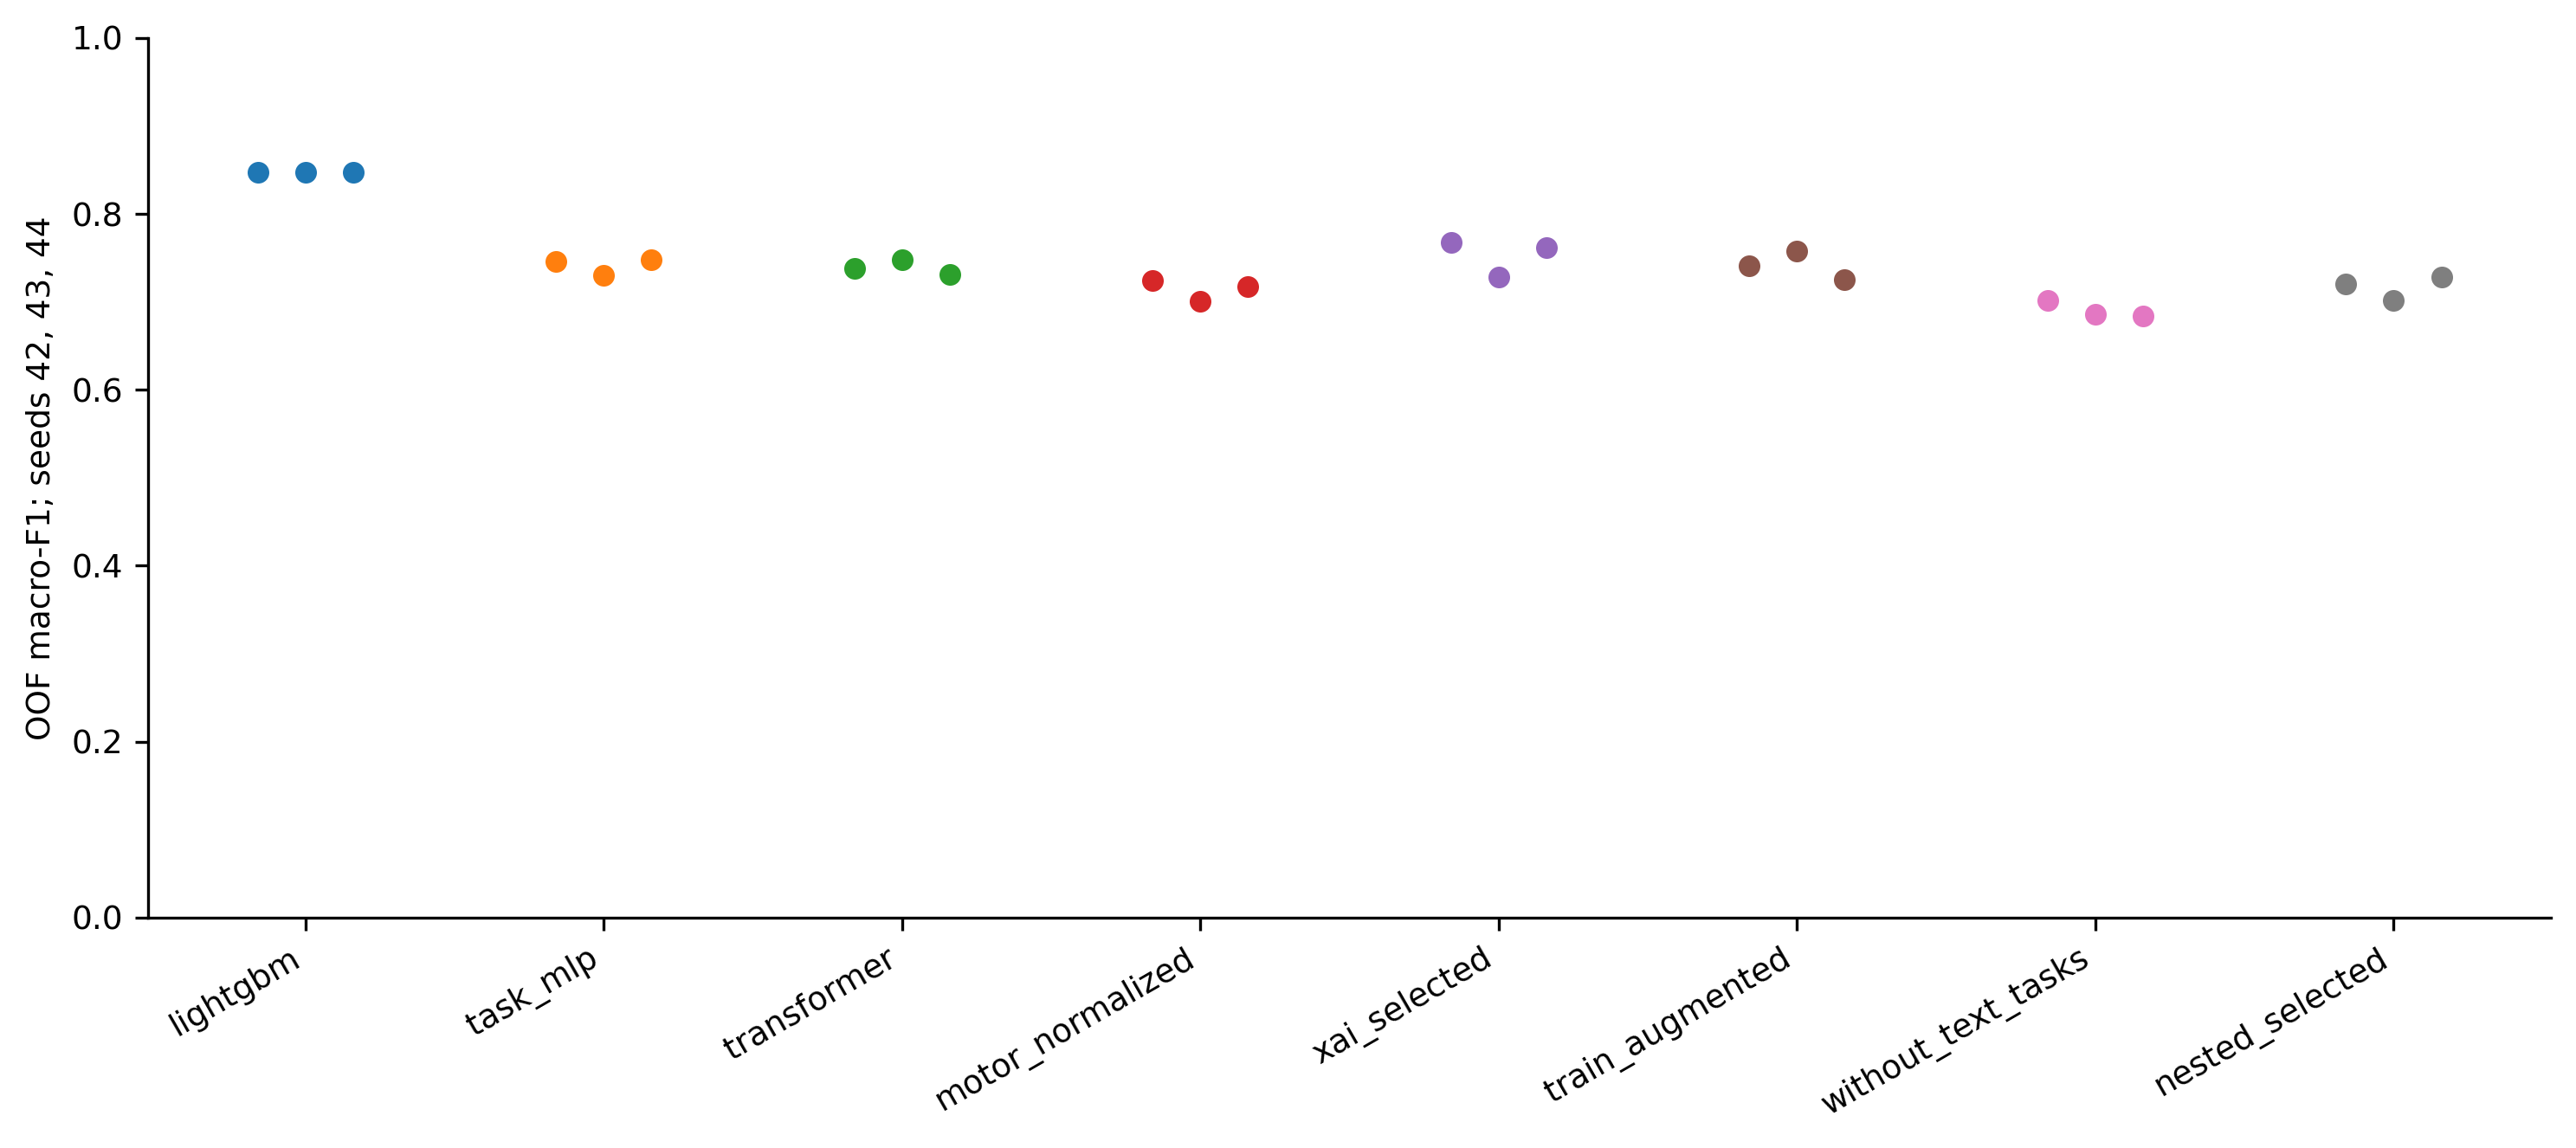 OOF macro-F1; seeds 42, 43, 44
1.0
0.8
0.6
0.4
0.2
0.0
lightgbm
task_mlp
transformer
motor_normalized
xai_selected
train_augmented
without_text_tasks
nested_selected